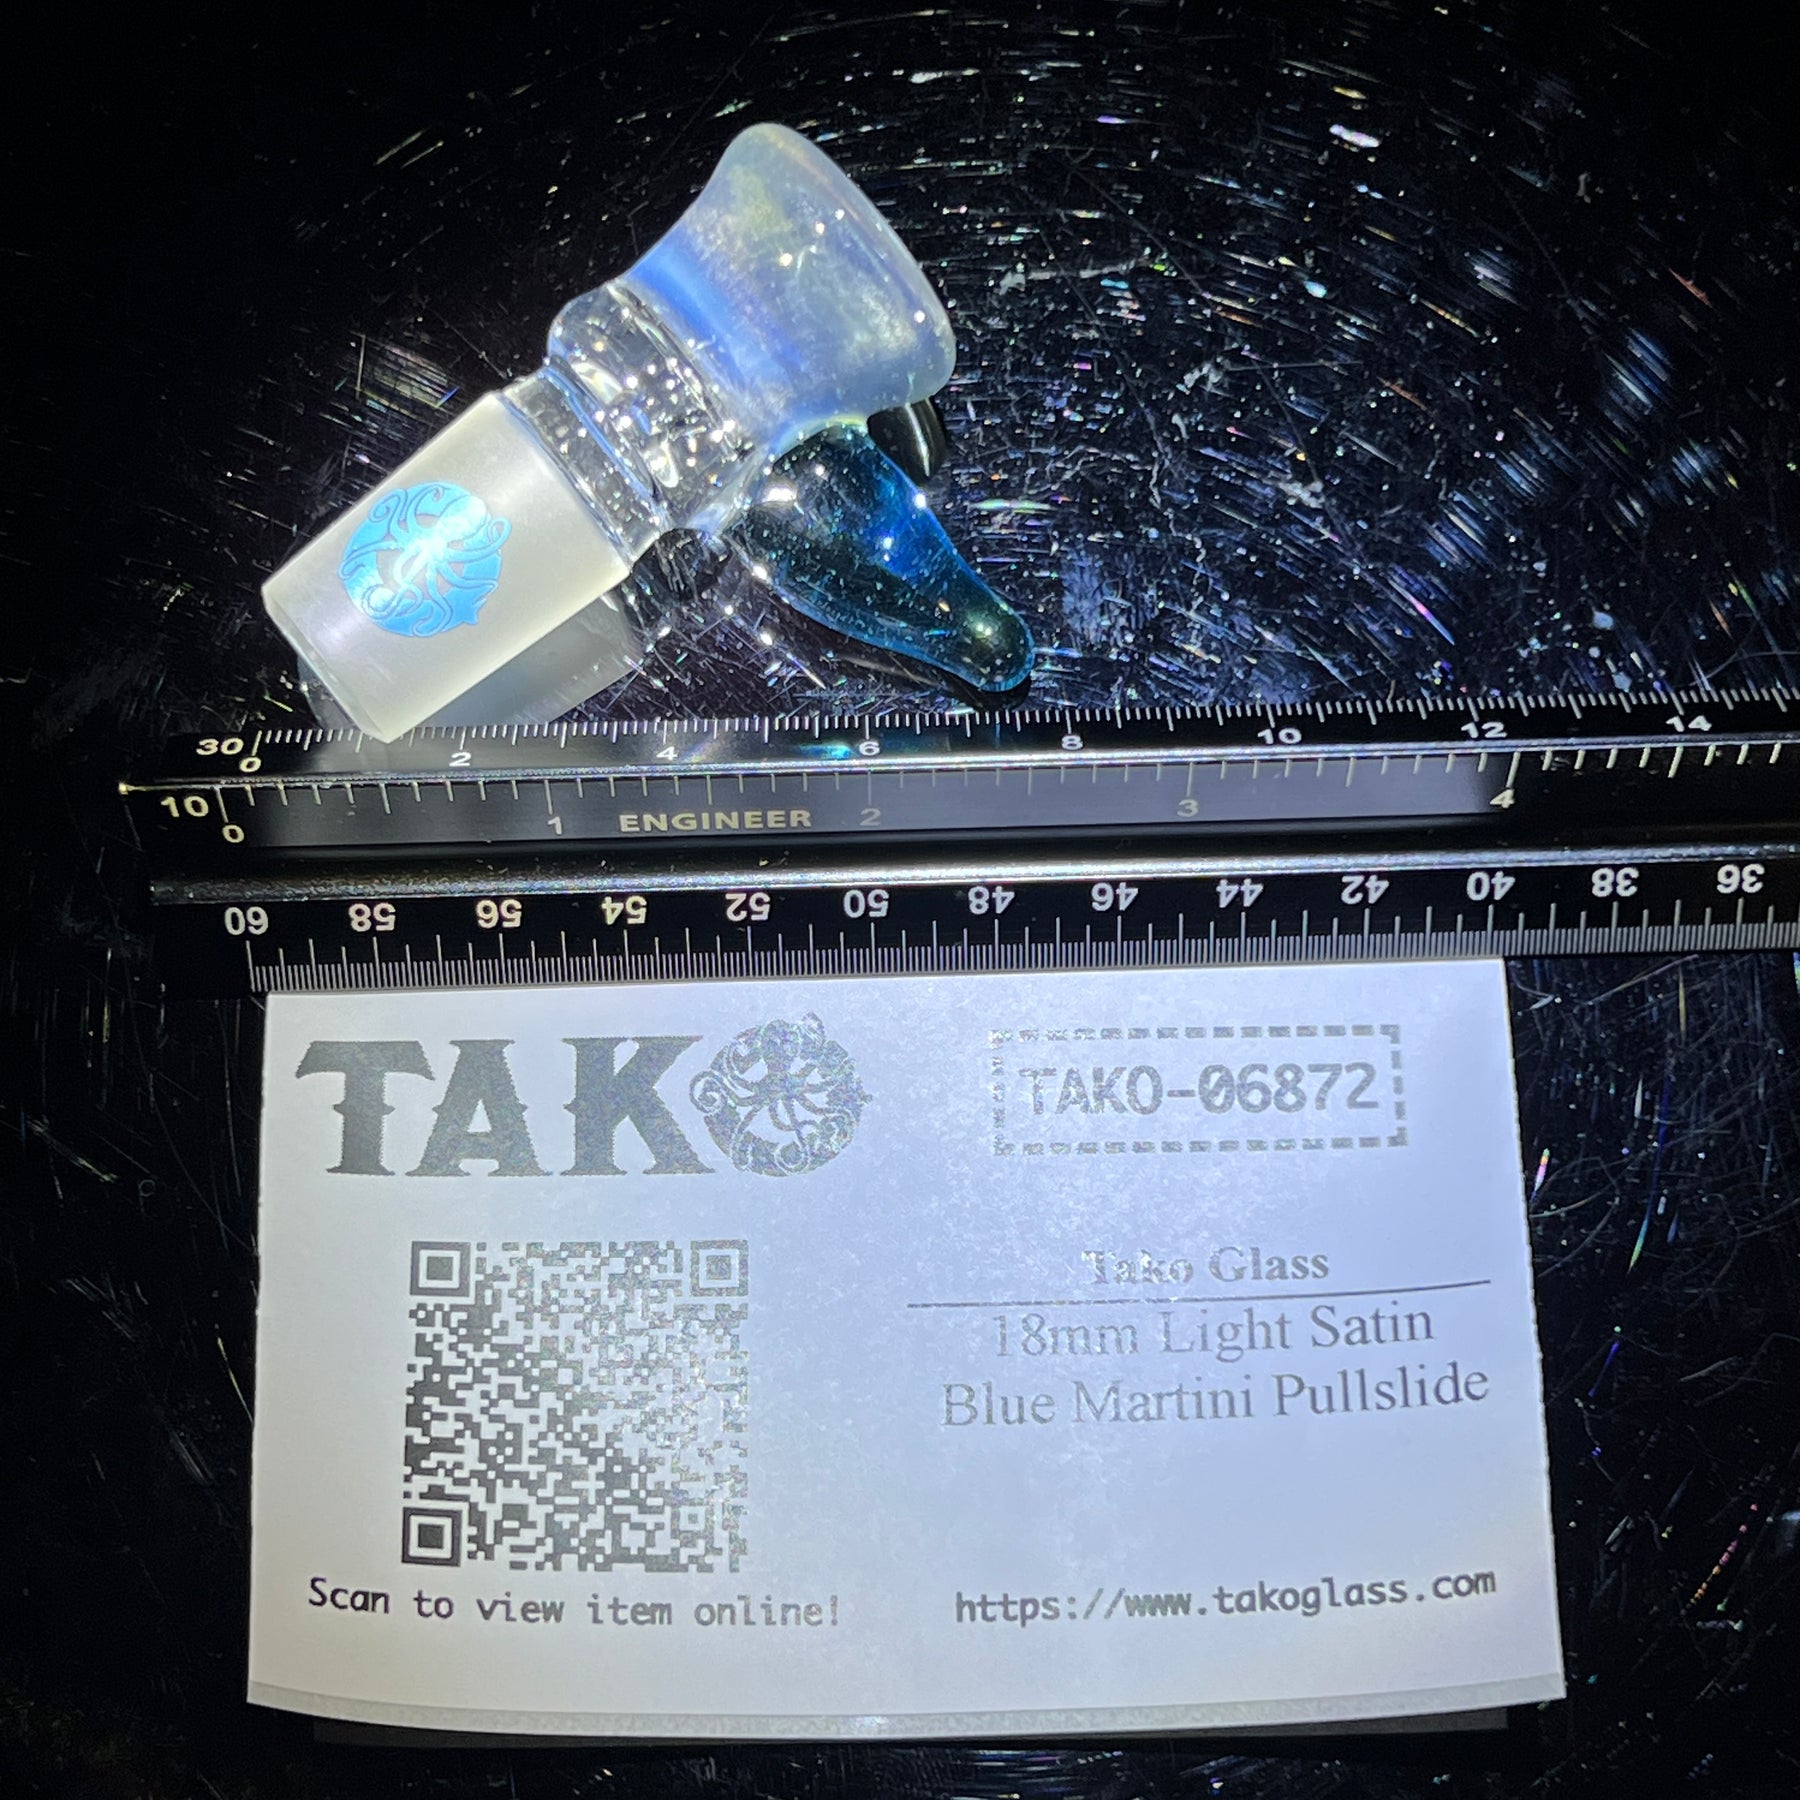 30 0 2 4 6 8 10 12 14
10 0 1 ENGINEER 2 3 4
60 58 56 54 52 50 48 46 44 42 40 38 36
TAKO
TAKO-06872
Tako Glass
18mm Light Satin
Blue Martini Pullslide
Scan to view item online!
https://www.takoglass.com